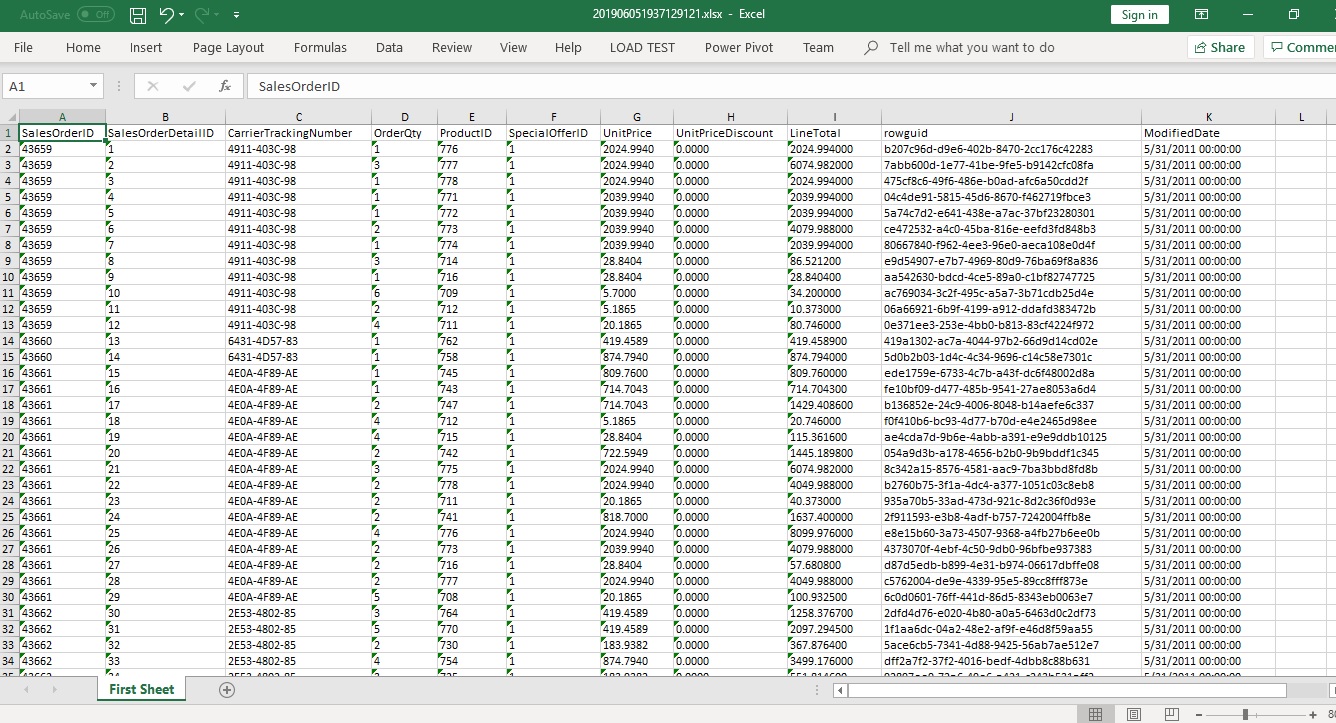 AutoSave Off 201906051937129121.xlsx - Excel Sign in
File Home Insert Page Layout Formulas Data Review View Help LOAD TEST Power Pivot Team Tell me what you want to do Share Comme
A1 fx SalesOrderID
A B C D E F G H I J K L
1 SalesOrderID SalesOrderDetailID CarrierTrackingNumber OrderQty ProductID SpecialOfferID UnitPrice UnitPriceDiscount LineTotal rowguid ModifiedDate
2 43659 1 4911-403C-98 1 776 1 2024.9940 0.0000 2024.994000 b207c96d-d9e6-402b-8470-2cc176c42283 5/31/2011 00:00:00
3 43659 2 4911-403C-98 3 777 1 2024.9940 0.0000 6074.982000 7abb600d-1e77-41be-9fe5-b9142cfc08fa 5/31/2011 00:00:00
4 43659 3 4911-403C-98 1 778 1 2024.9940 0.0000 2024.994000 475cf8c6-49f6-486e-b0ad-afc6a50cdd2f 5/31/2011 00:00:00
5 43659 4 4911-403C-98 1 771 1 2039.9940 0.0000 2039.994000 04c4de91-5815-45d6-8670-f462719fbce3 5/31/2011 00:00:00
6 43659 5 4911-403C-98 1 772 1 2039.9940 0.0000 2039.994000 5a74c7d2-e641-438e-a7ac-37bf23280301 5/31/2011 00:00:00
7 43659 6 4911-403C-98 2 773 1 2039.9940 0.0000 4079.988000 ce472532-a4c0-45ba-816e-eefd3fd848b3 5/31/2011 00:00:00
8 43659 7 4911-403C-98 1 774 1 2039.9940 0.0000 2039.994000 80667840-f962-4ee3-96e0-aeca108e0d4f 5/31/2011 00:00:00
9 43659 8 4911-403C-98 3 714 1 28.8404 0.0000 86.521200 e9d54907-e7b7-4969-80d9-76ba69f8a836 5/31/2011 00:00:00
10 43659 9 4911-403C-98 1 716 1 28.8404 0.0000 28.840400 aa542630-bdcd-4ce5-89a0-c1bf82747725 5/31/2011 00:00:00
11 43659 10 4911-403C-98 6 709 1 5.7000 0.0000 34.200000 ac769034-3c2f-495c-a5a7-3b71cdb25d4e 5/31/2011 00:00:00
12 43659 11 4911-403C-98 2 712 1 5.1865 0.0000 10.373000 06a66921-6b9f-4199-a912-ddafd383472b 5/31/2011 00:00:00
13 43659 12 4911-403C-98 4 711 1 20.1865 0.0000 80.746000 0e371ee3-253e-4bb0-b813-83cf4224f972 5/31/2011 00:00:00
14 43660 13 6431-4D57-83 1 762 1 419.4589 0.0000 419.458900 419a1302-ac7a-4044-97b2-66d9d14cd02e 5/31/2011 00:00:00
15 43660 14 6431-4D57-83 1 758 1 874.7940 0.0000 874.794000 5d0b2b03-1d4c-4c34-9696-c14c58e7301c 5/31/2011 00:00:00
16 43661 15 4E0A-4F89-AE 1 745 1 809.7600 0.0000 809.760000 ede1759e-6733-4c7b-a43f-dc6f48002d8a 5/31/2011 00:00:00
17 43661 16 4E0A-4F89-AE 1 743 1 714.7043 0.0000 714.704300 fe10bf09-d477-485b-9541-27ae8053a6d4 5/31/2011 00:00:00
18 43661 17 4E0A-4F89-AE 2 747 1 714.7043 0.0000 1429.408600 b136852e-24c9-4006-8048-b14aefe6c337 5/31/2011 00:00:00
19 43661 18 4E0A-4F89-AE 4 712 1 5.1865 0.0000 20.746000 f0f410b6-bc93-4d77-b70d-e4e2465d98ee 5/31/2011 00:00:00
20 43661 19 4E0A-4F89-AE 4 715 1 28.8404 0.0000 115.361600 ae4cda7d-9b6e-4abb-a391-e9e9ddb10125 5/31/2011 00:00:00
21 43661 20 4E0A-4F89-AE 2 742 1 722.5949 0.0000 1445.189800 054a9d3b-a178-4656-b2b0-9b9bddf1c345 5/31/2011 00:00:00
22 43661 21 4E0A-4F89-AE 3 775 1 2024.9940 0.0000 6074.982000 8c342a15-8576-4581-aac9-7ba3bbd8fd8b 5/31/2011 00:00:00
23 43661 22 4E0A-4F89-AE 2 778 1 2024.9940 0.0000 4049.988000 b2760b75-3f1a-4dc4-a377-1051c03c8eb8 5/31/2011 00:00:00
24 43661 23 4E0A-4F89-AE 2 711 1 20.1865 0.0000 40.373000 935a70b5-33ad-473d-921c-8d2c36f0d93e 5/31/2011 00:00:00
25 43661 24 4E0A-4F89-AE 2 741 1 818.7000 0.0000 1637.400000 2f911593-e3b8-4adf-b757-7242004ffb8e 5/31/2011 00:00:00
26 43661 25 4E0A-4F89-AE 4 776 1 2024.9940 0.0000 8099.976000 e8e15b60-3a73-4507-9368-a4fb27b6ee0b 5/31/2011 00:00:00
27 43661 26 4E0A-4F89-AE 2 773 1 2039.9940 0.0000 4079.988000 4373070f-4ebf-4c50-9db0-96bfbe937383 5/31/2011 00:00:00
28 43661 27 4E0A-4F89-AE 2 716 1 28.8404 0.0000 57.680800 d87d5edb-b899-4e31-b974-06617dbffe08 5/31/2011 00:00:00
29 43661 28 4E0A-4F89-AE 2 777 1 2024.9940 0.0000 4049.988000 c5762004-de9e-4339-95e5-89cc8fff873e 5/31/2011 00:00:00
30 43661 29 4E0A-4F89-AE 5 708 1 20.1865 0.0000 100.932500 6c0d0601-76ff-441d-86d5-8343eb0063e7 5/31/2011 00:00:00
31 43662 30 2E53-4802-85 3 764 1 419.4589 0.0000 1258.376700 2dfd4d76-e020-4b80-a0a5-6463d0c2df73 5/31/2011 00:00:00
32 43662 31 2E53-4802-85 5 770 1 419.4589 0.0000 2097.294500 1f1aa6dc-04a2-48e2-af9f-e46d8f59aa55 5/31/2011 00:00:00
33 43662 32 2E53-4802-85 2 730 1 183.9382 0.0000 367.876400 5ace6cb5-7341-4d88-9425-56ab7ae512e7 5/31/2011 00:00:00
34 43662 33 2E53-4802-85 4 754 1 874.7940 0.0000 3499.176000 dff2a7f2-37f2-4016-bedf-4dbb8c88b631 5/31/2011 00:00:00
First Sheet